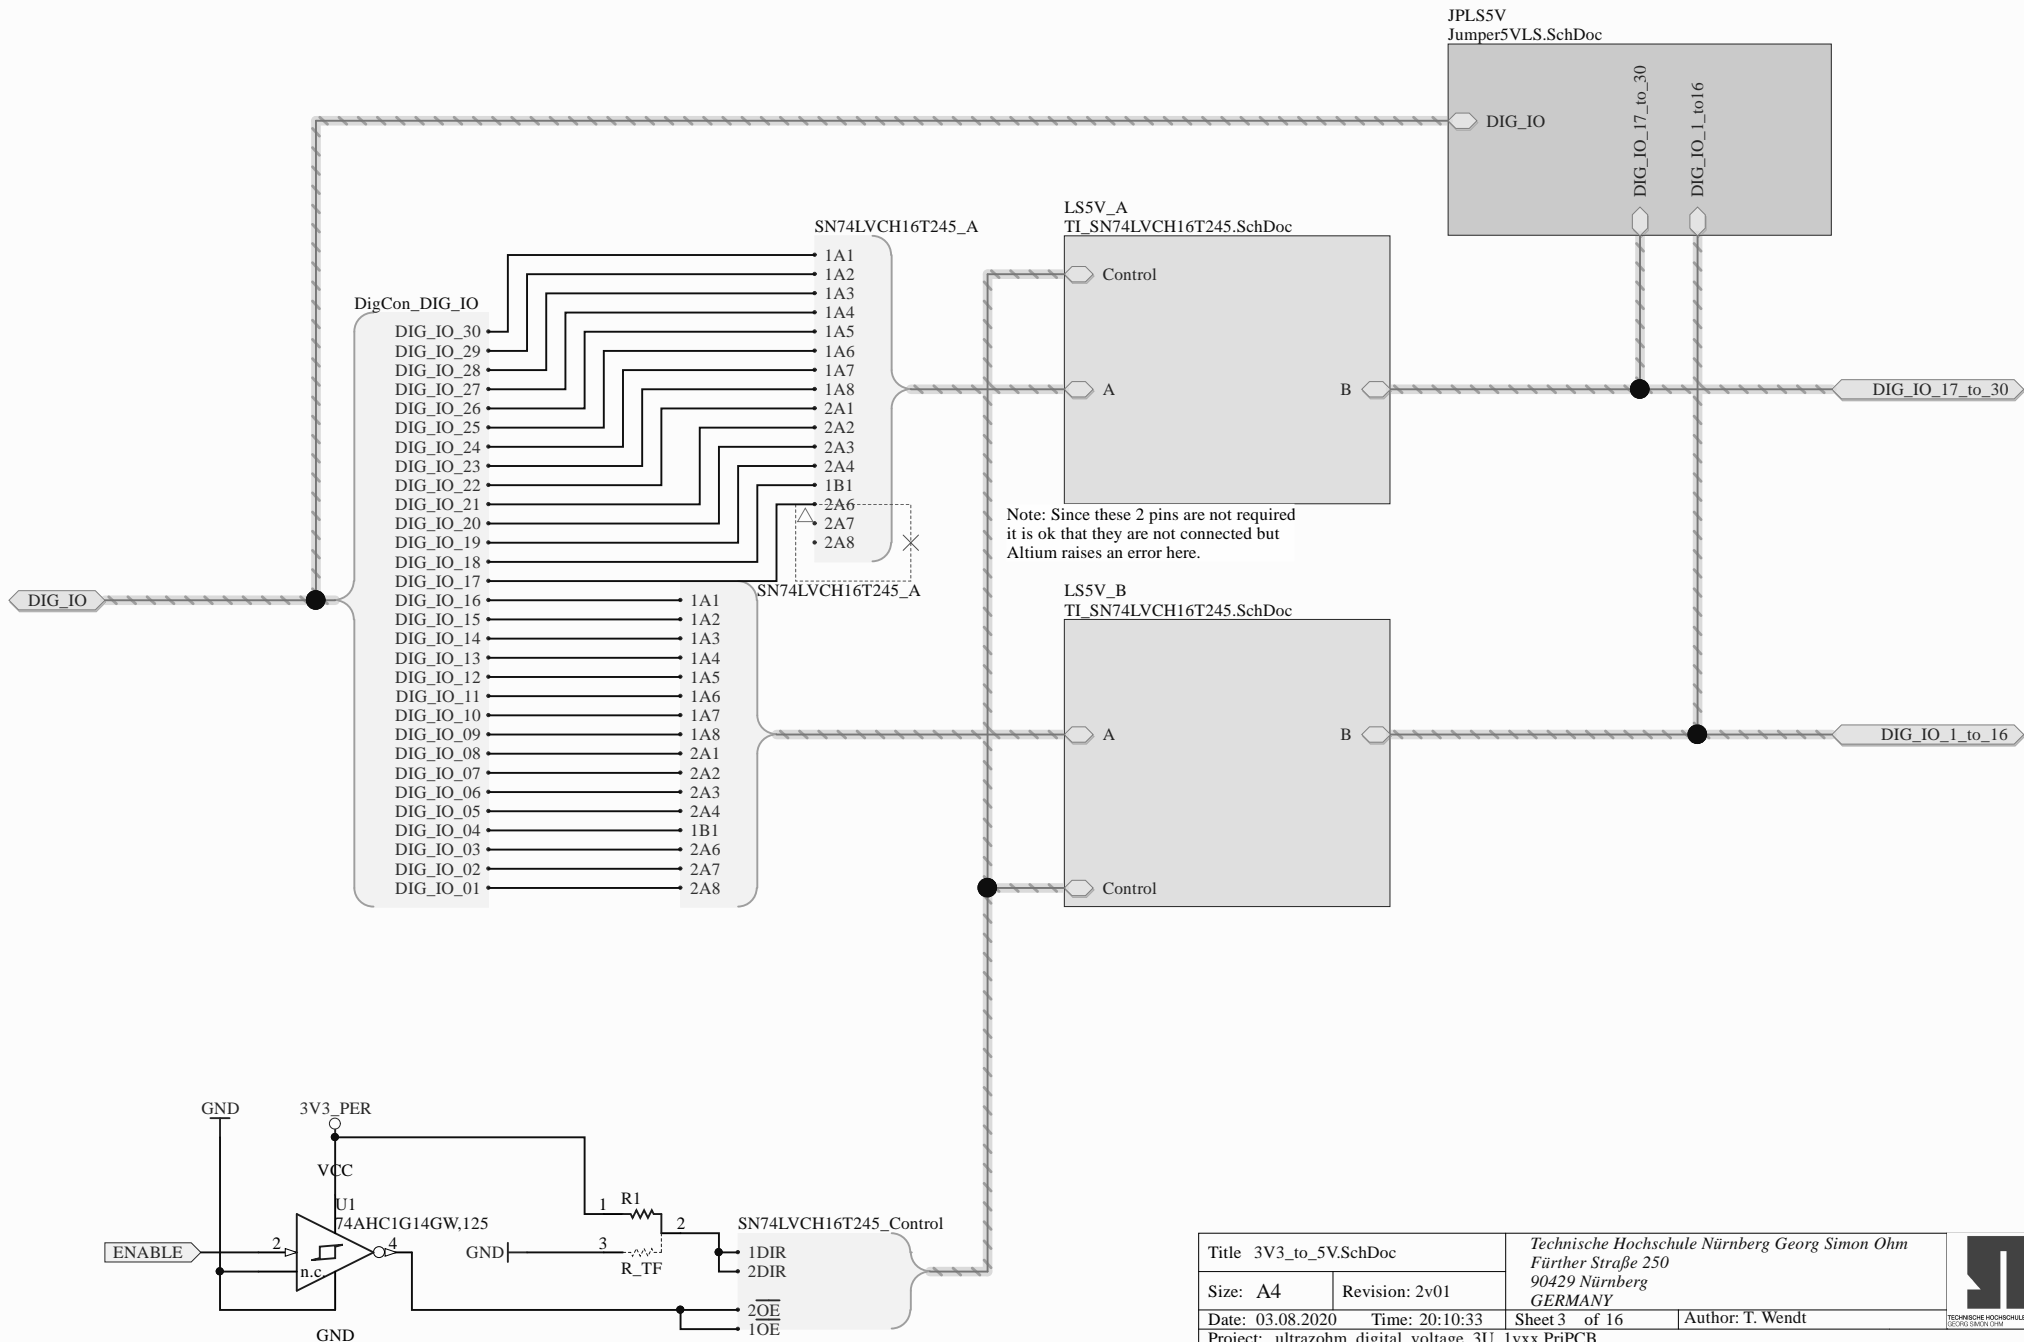 JPLS5V
Jumper5VLS.SchDoc
DIG_IO
DIG_IO_17_to_30
DIG_IO_1_to16
SN74LVCH16T245_A
1A1
1A2
1A3
1A4
1A5
1A6
1A7
1A8
2A1
2A2
2A3
2A4
1B1
2A6
2A7
2A8
SN74LVCH16T245_A
LS5V_A
TI_SN74LVCH16T245.SchDoc
Control
A
B
DIG_IO_17_to_30
Note: Since these 2 pins are not required
it is ok that they are not connected but
Altium raises an error here.
DigCon_DIG_IO
DIG_IO_30
DIG_IO_29
DIG_IO_28
DIG_IO_27
DIG_IO_26
DIG_IO_25
DIG_IO_24
DIG_IO_23
DIG_IO_22
DIG_IO_21
DIG_IO_20
DIG_IO_19
DIG_IO_18
DIG_IO_17
DIG_IO_16
DIG_IO_15
DIG_IO_14
DIG_IO_13
DIG_IO_12
DIG_IO_11
DIG_IO_10
DIG_IO_09
DIG_IO_08
DIG_IO_07
DIG_IO_06
DIG_IO_05
DIG_IO_04
DIG_IO_03
DIG_IO_02
DIG_IO_01
DIG_IO
1A1
1A2
1A3
1A4
1A5
1A6
1A7
1A8
2A1
2A2
2A3
2A4
1B1
2A6
2A7
2A8
LS5V_B
TI_SN74LVCH16T245.SchDoc
A
B
Control
DIG_IO_1_to_16
GND
3V3_PER
VCC
U1
74AHC1G14GW,125
ENABLE
2
4
n.c.
GND
1
R1
2
GND
3
R_TF
SN74LVCH16T245_Control
1DIR
2DIR
2OE
1OE
Title 3V3_to_5V.SchDoc
Size: A4
Revision: 2v01
Date: 03.08.2020 Time: 20:10:33
Sheet 3 of 16
Author: T. Wendt
Project: ultrazohm_digital_voltage_3U_1vxx.PrjPCB
Technische Hochschule Nürnberg Georg Simon Ohm
Fürther Straße 250
90429 Nürnberg
GERMANY
TECHNISCHE HOCHSCHULE
GEORG SIMON OHM